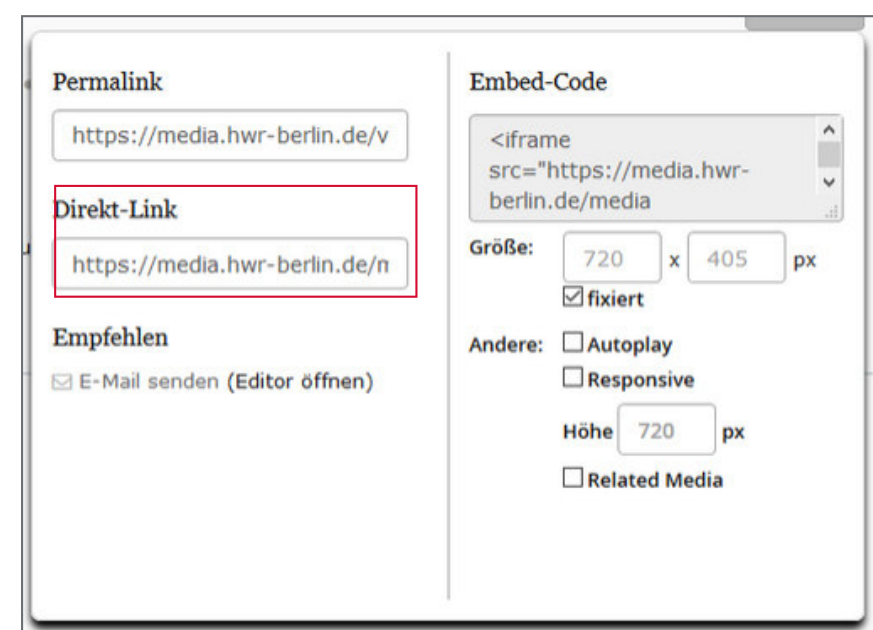 Permalink
https://media.hwr-berlin.de/v
Direkt-Link
https://media.hwr-berlin.de/n
Empfehlen
E-Mail senden (Editor öffnen)
Embed-Code
<iframe
src="https://media.hwr-
berlin.de/media
Größe: 720 x 405 px
fixiert
Andere: Autoplay
Responsive
Höhe 720 px
Related Media